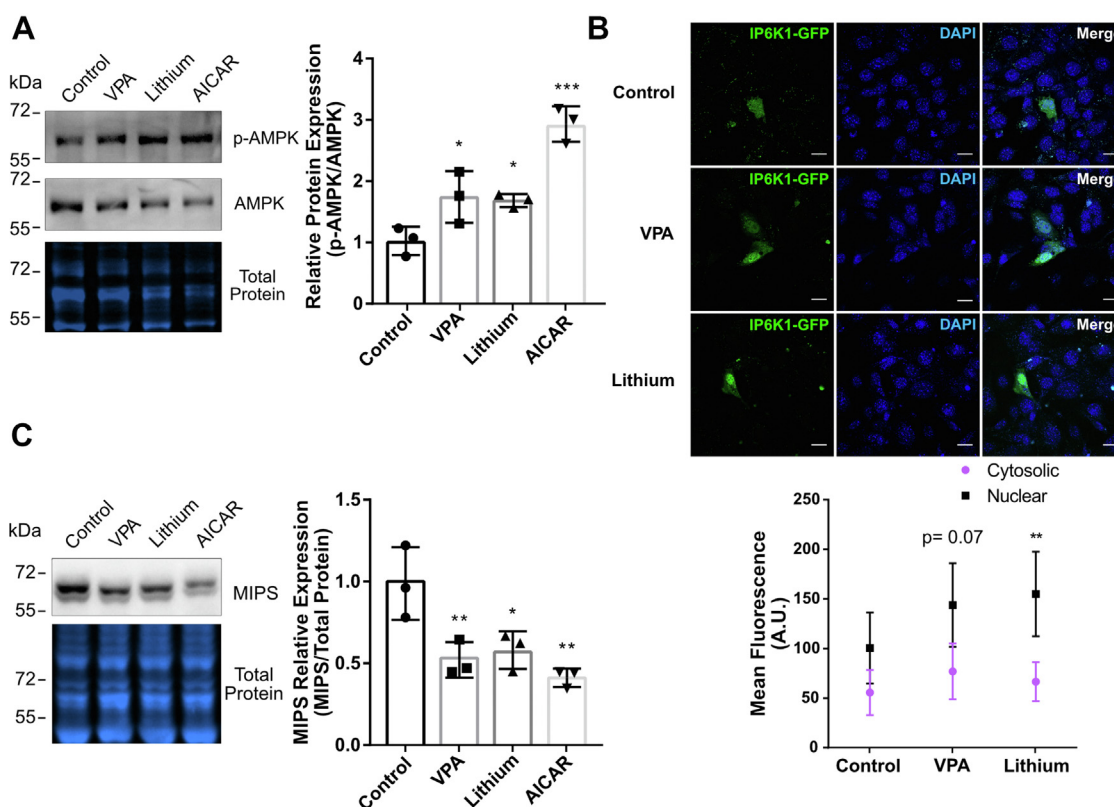 A
kDa
Control
VPA
Lithium
AICAR
72
55
p-AMPK
72
55
AMPK
72
55
Total
Protein
Relative Protein Expression
(p-AMPK/AMPK)
4
3
2
1
0
*
*
***
Control
VPA
Lithium
AICAR
B
IP6K1-GFP
DAPI
Merge
Control
IP6K1-GFP
DAPI
Merge
VPA
IP6K1-GFP
DAPI
Merge
Lithium
Cytosolic
Nuclear
Mean Fluorescence
(A.U.)
250
200
150
100
50
0
p= 0.07
**
Control
VPA
Lithium
C
kDa
Control
VPA
Lithium
AICAR
72
55
MIPS
72
55
Total
Protein
MIPS Relative Expression
(MIPS/Total Protein)
1.5
1.0
0.5
0.0
**
*
**
Control
VPA
Lithium
AICAR